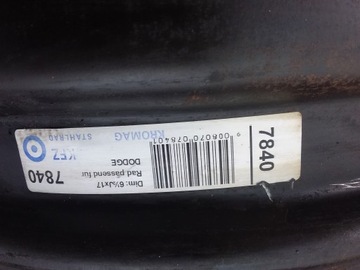 KFZ
STAHLRAD
KROMAG
7840
Dim: 6½Jx17
Rad passend für
DODGE
7840